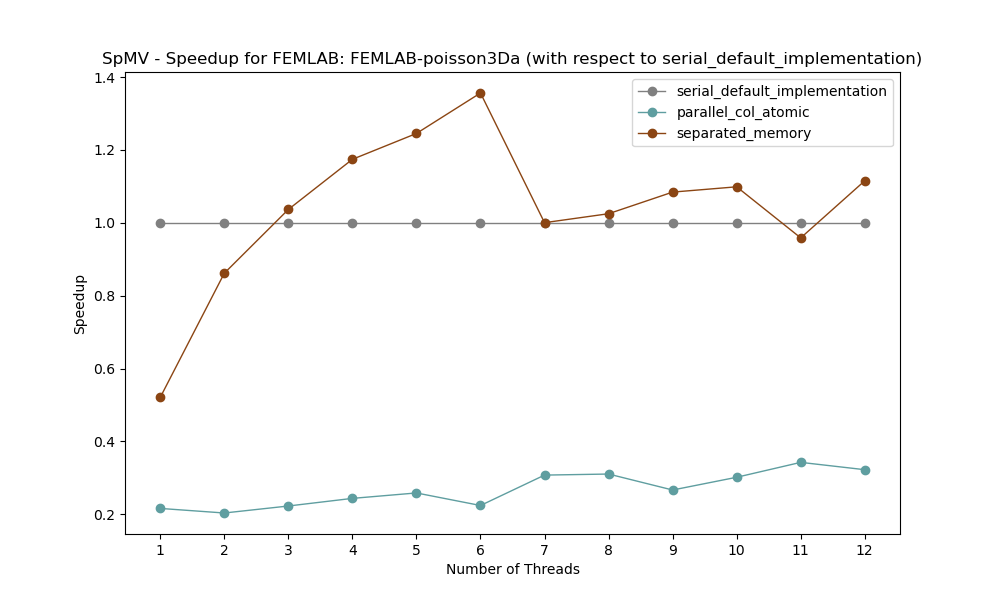 SpMV - Speedup for FEMLAB: FEMLAB-poisson3Da (with respect to serial_default_implementation)
serial_default_implementation
parallel_col_atomic
separated_memory
1.4
1.2
1.0
0.8
0.6
0.4
0.2
Speedup
1 2 3 4 5 6 7 8 9 10 11 12
Number of Threads